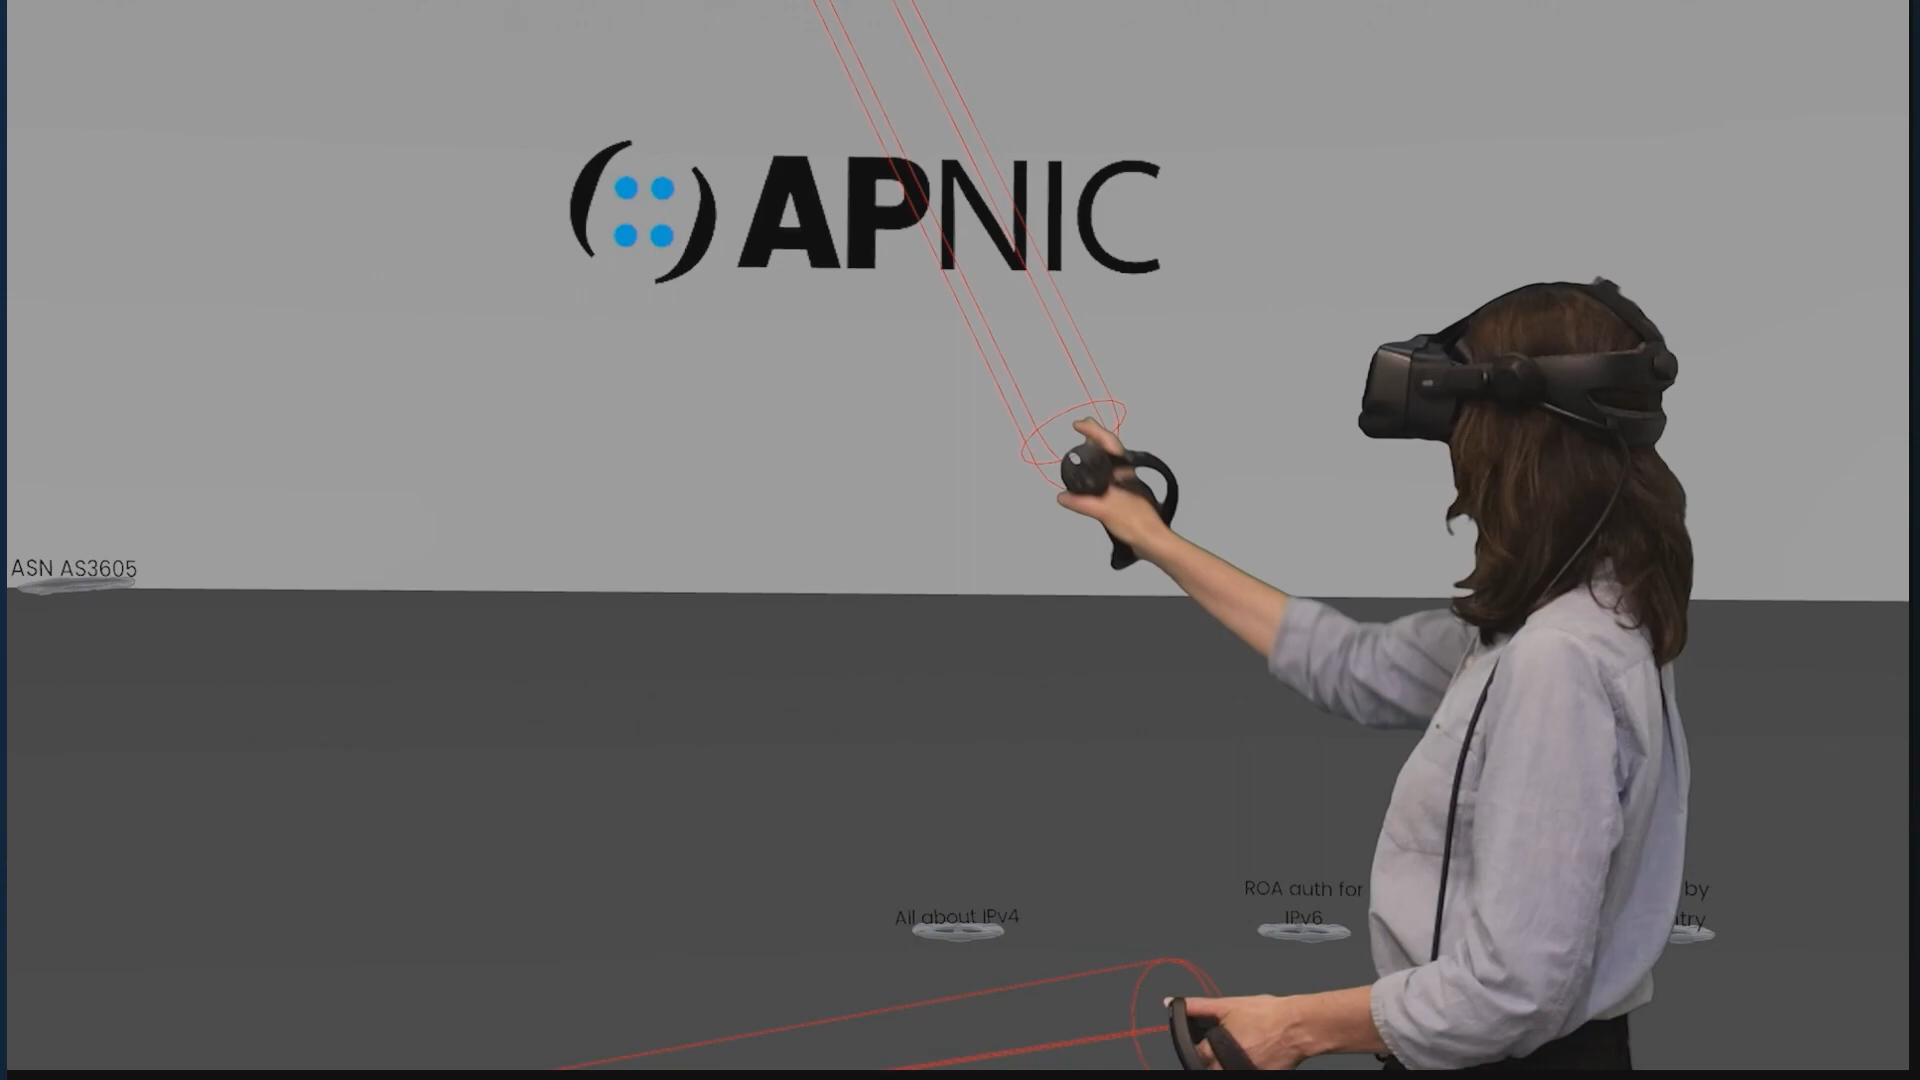 APNIC
ASN AS3605
All about IPv4
ROA auth for
IPv6
by